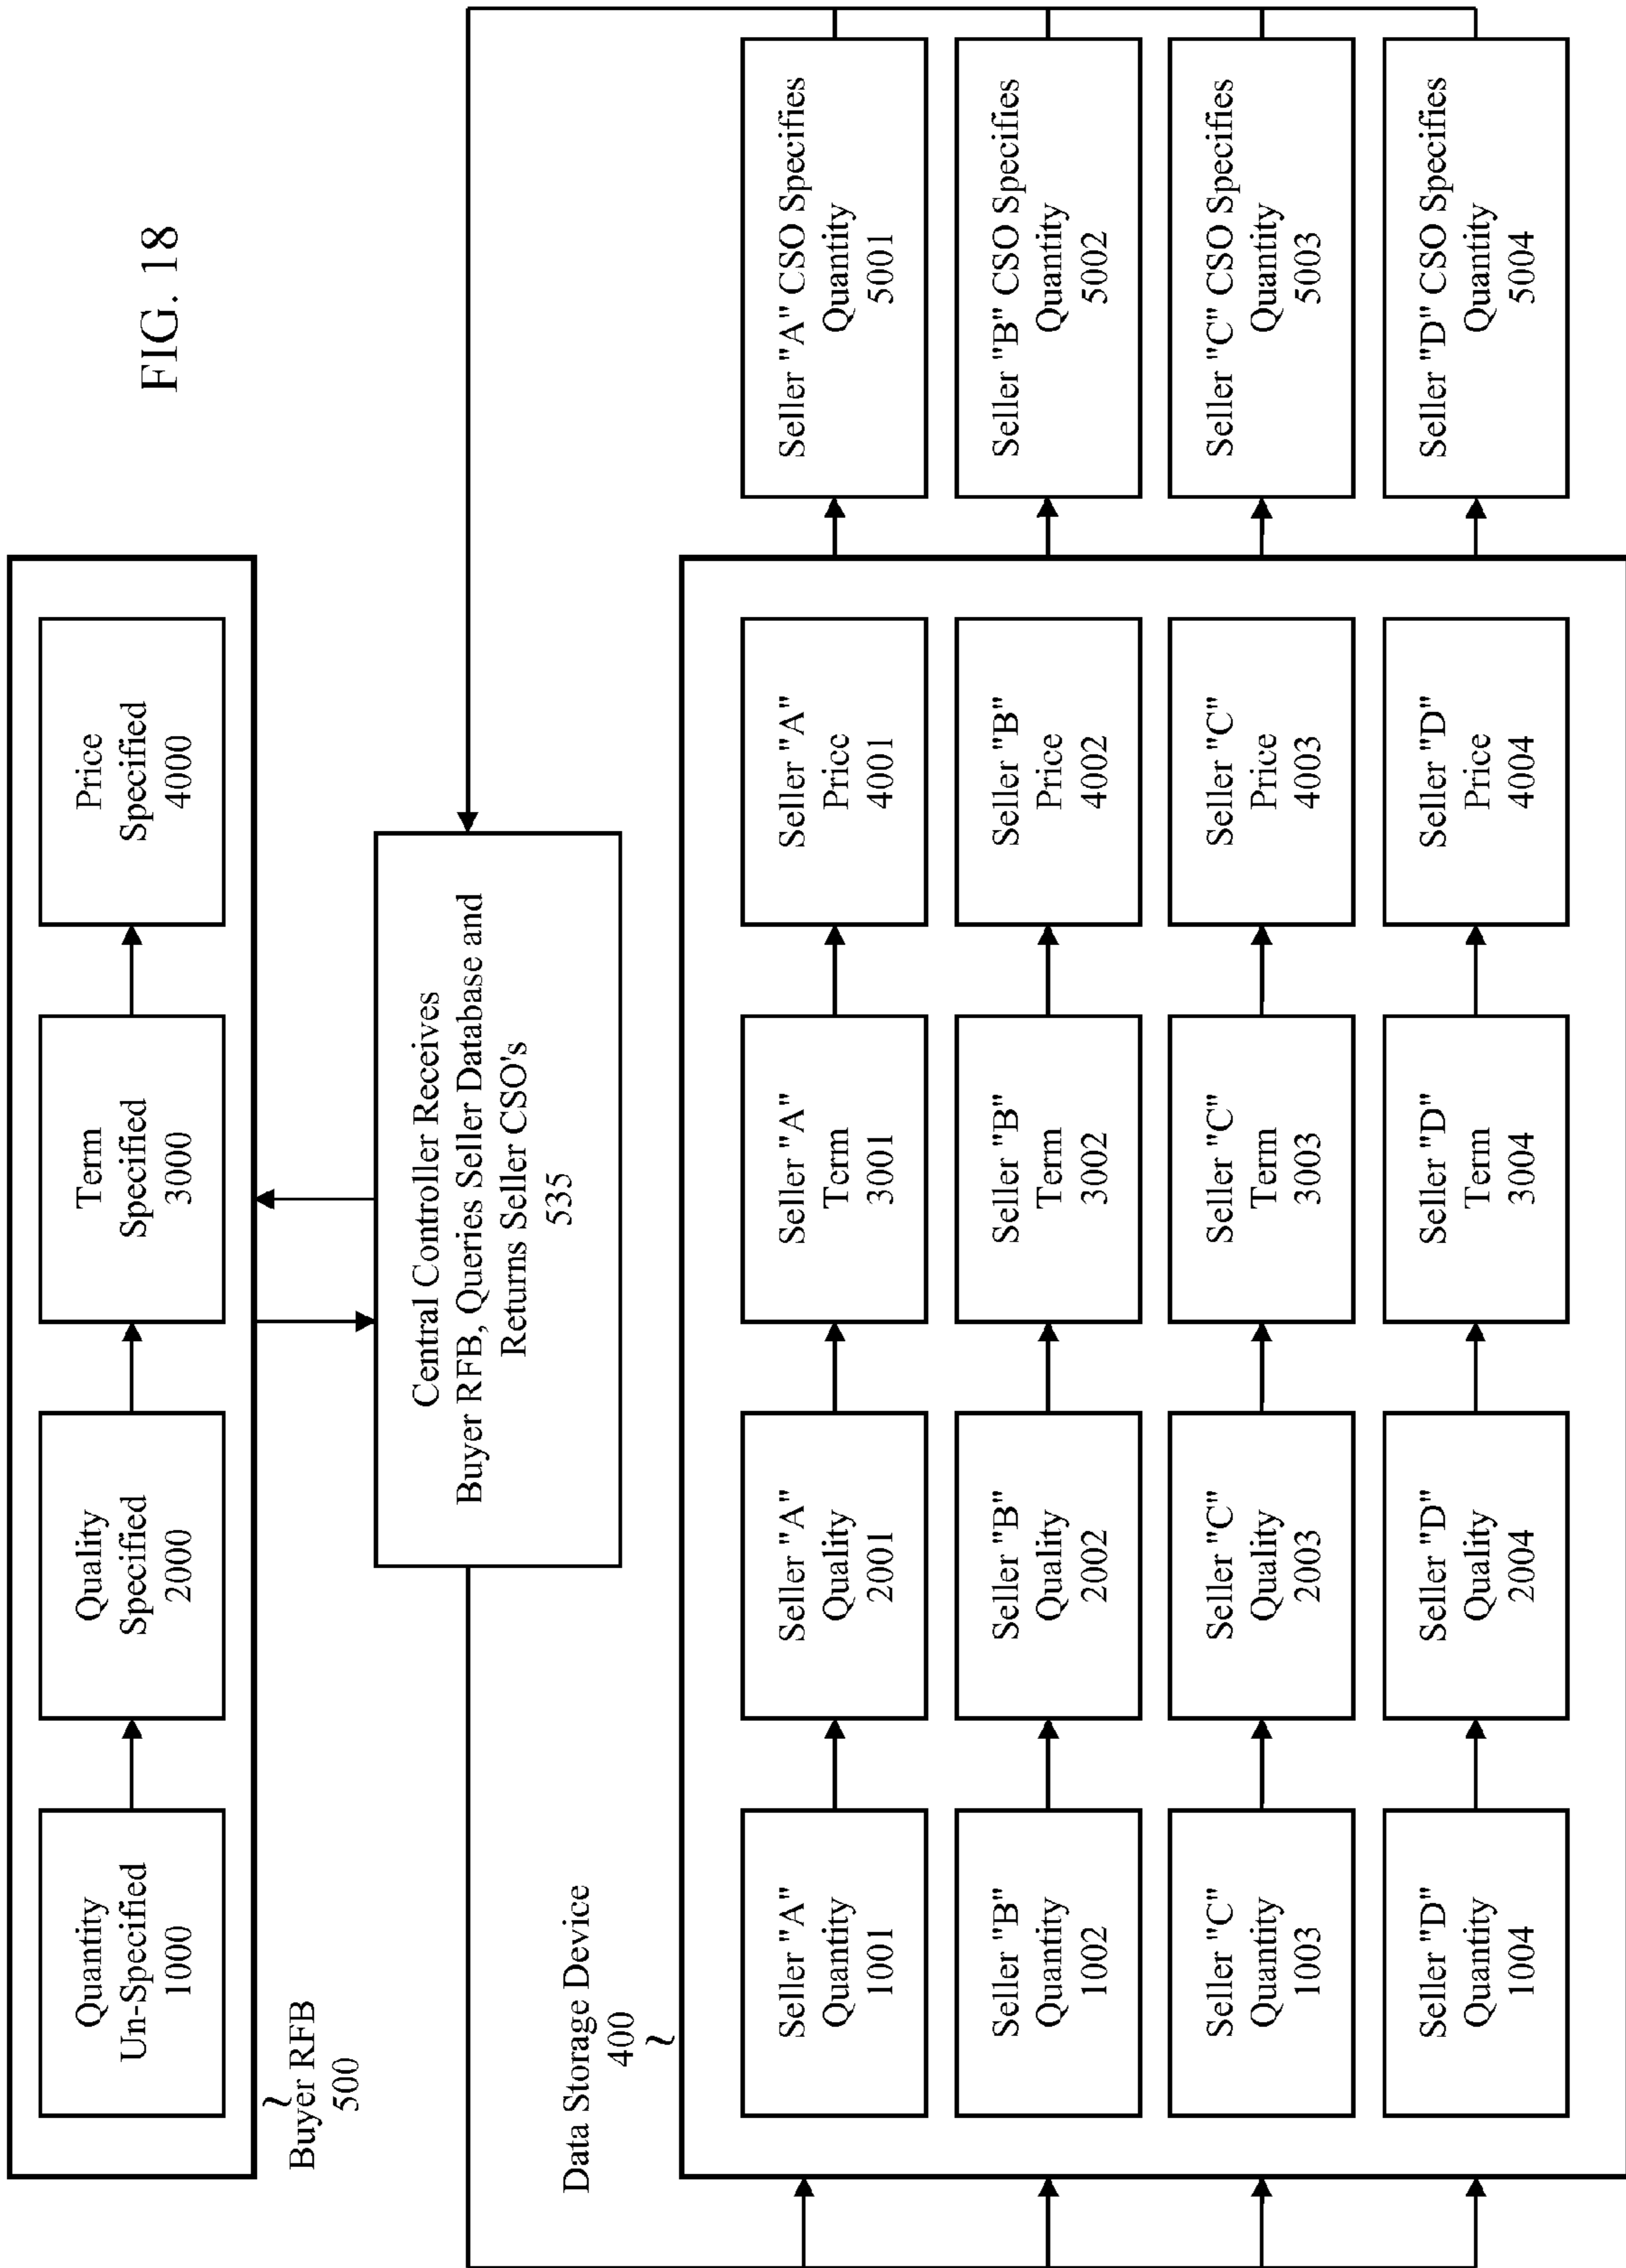 FIG. 18
Quantity
Un-Specified
1000
Quality
Specified
2000
Term
Specified
3000
Price
Specified
4000
Buyer RFB
500
Central Controller Receives
Buyer RFB, Queries Seller Database and
Returns Seller CSO's
535
Data Storage Device
400
Seller "A"
Quantity
1001
Seller "A"
Quality
2001
Seller "A"
Term
3001
Seller "A"
Price
4001
Seller "A" CSO Specifies
Quantity
5001
Seller "B"
Quantity
1002
Seller "B"
Quality
2002
Seller "B"
Term
3002
Seller "B"
Price
4002
Seller "B" CSO Specifies
Quantity
5002
Seller "C"
Quantity
1003
Seller "C"
Quality
2003
Seller "C"
Term
3003
Seller "C"
Price
4003
Seller "C" CSO Specifies
Quantity
5003
Seller "D"
Quantity
1004
Seller "D"
Quality
2004
Seller "D"
Term
3004
Seller "D"
Price
4004
Seller "D" CSO Specifies
Quantity
5004